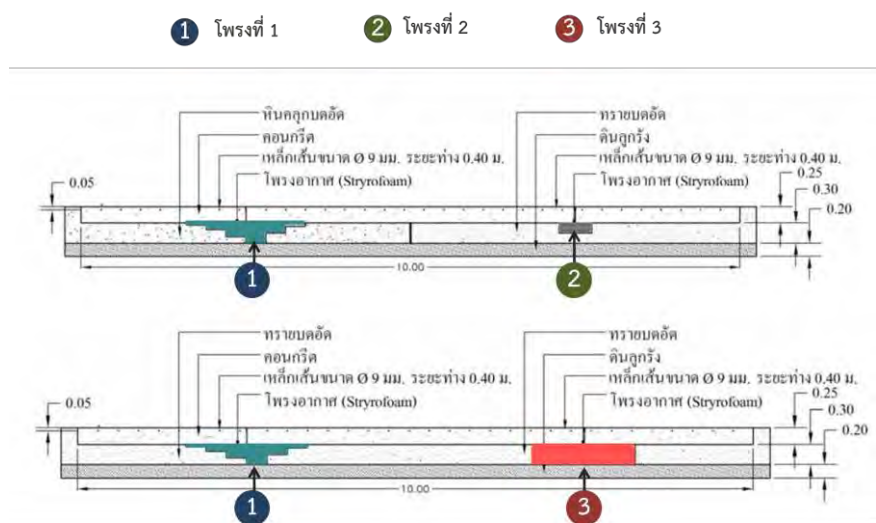 1 โพรงที่ 1 2 โพรงที่ 2 3 โพรงที่ 3
หินคลุกบดอัด ทรายบดอัด
คอนกรีต ดินลูกรัง
เหล็กเส้นขนาด Ø 9 มม. ระยะห่าง 0.40 ม. เหล็กเส้นขนาด Ø 9 มม. ระยะห่าง 0.40 ม.
โพรงอากาศ (Stryrofoam) โพรงอากาศ (Stryrofoam)
0.05 0.25
0.30
0.20
10.00
1 2
ทรายบดอัด ทรายบดอัด
คอนกรีต ดินลูกรัง
เหล็กเส้นขนาด Ø 9 มม. ระยะห่าง 0.40 ม. เหล็กเส้นขนาด Ø 9 มม. ระยะห่าง 0.40 ม.
โพรงอากาศ (Stryrofoam) โพรงอากาศ (Stryrofoam)
0.05 0.25
0.30
0.20
10.00
1 3